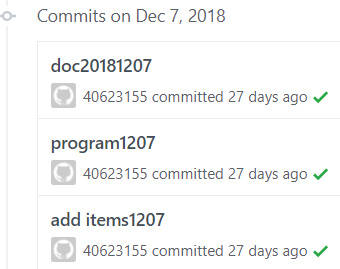 Commits on Dec 7, 2018
doc20181207
40623155 committed 27 days ago
program1207
40623155 committed 27 days ago
add items1207
40623155 committed 27 days ago